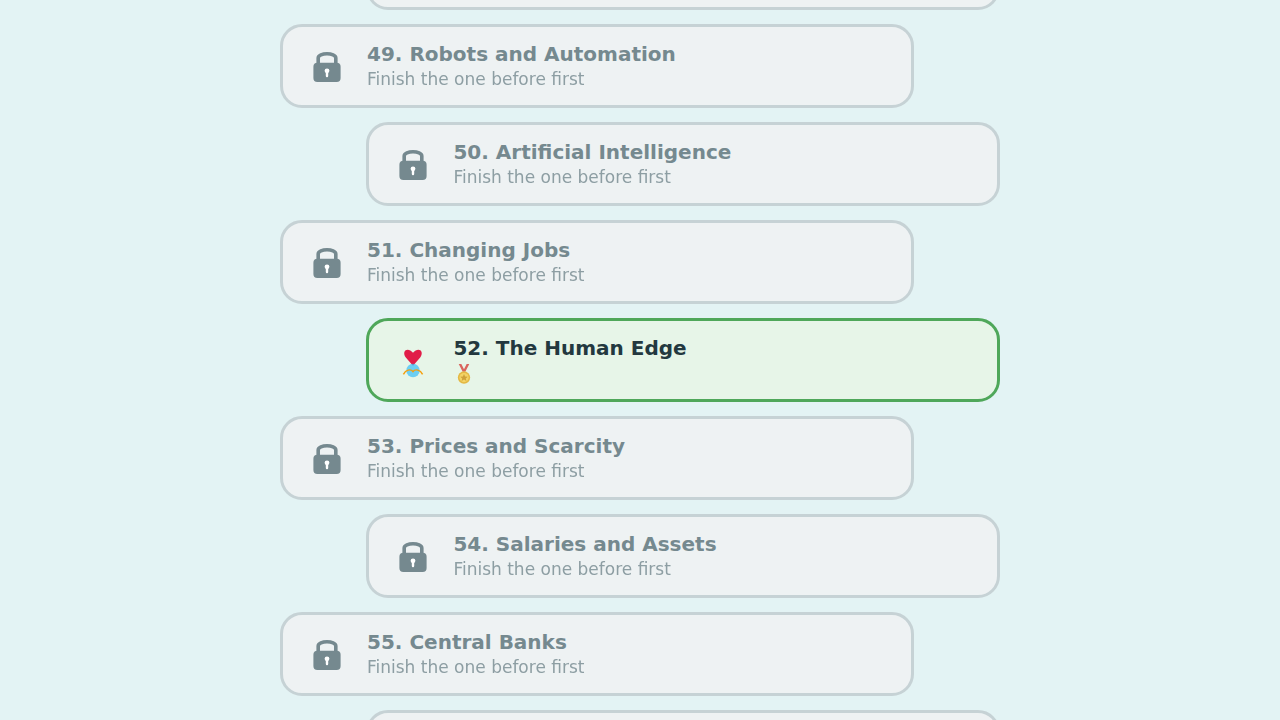 49. Robots and Automation
Finish the one before first
50. Artificial Intelligence
Finish the one before first
51. Changing Jobs
Finish the one before first
52. The Human Edge
53. Prices and Scarcity
Finish the one before first
54. Salaries and Assets
Finish the one before first
55. Central Banks
Finish the one before first